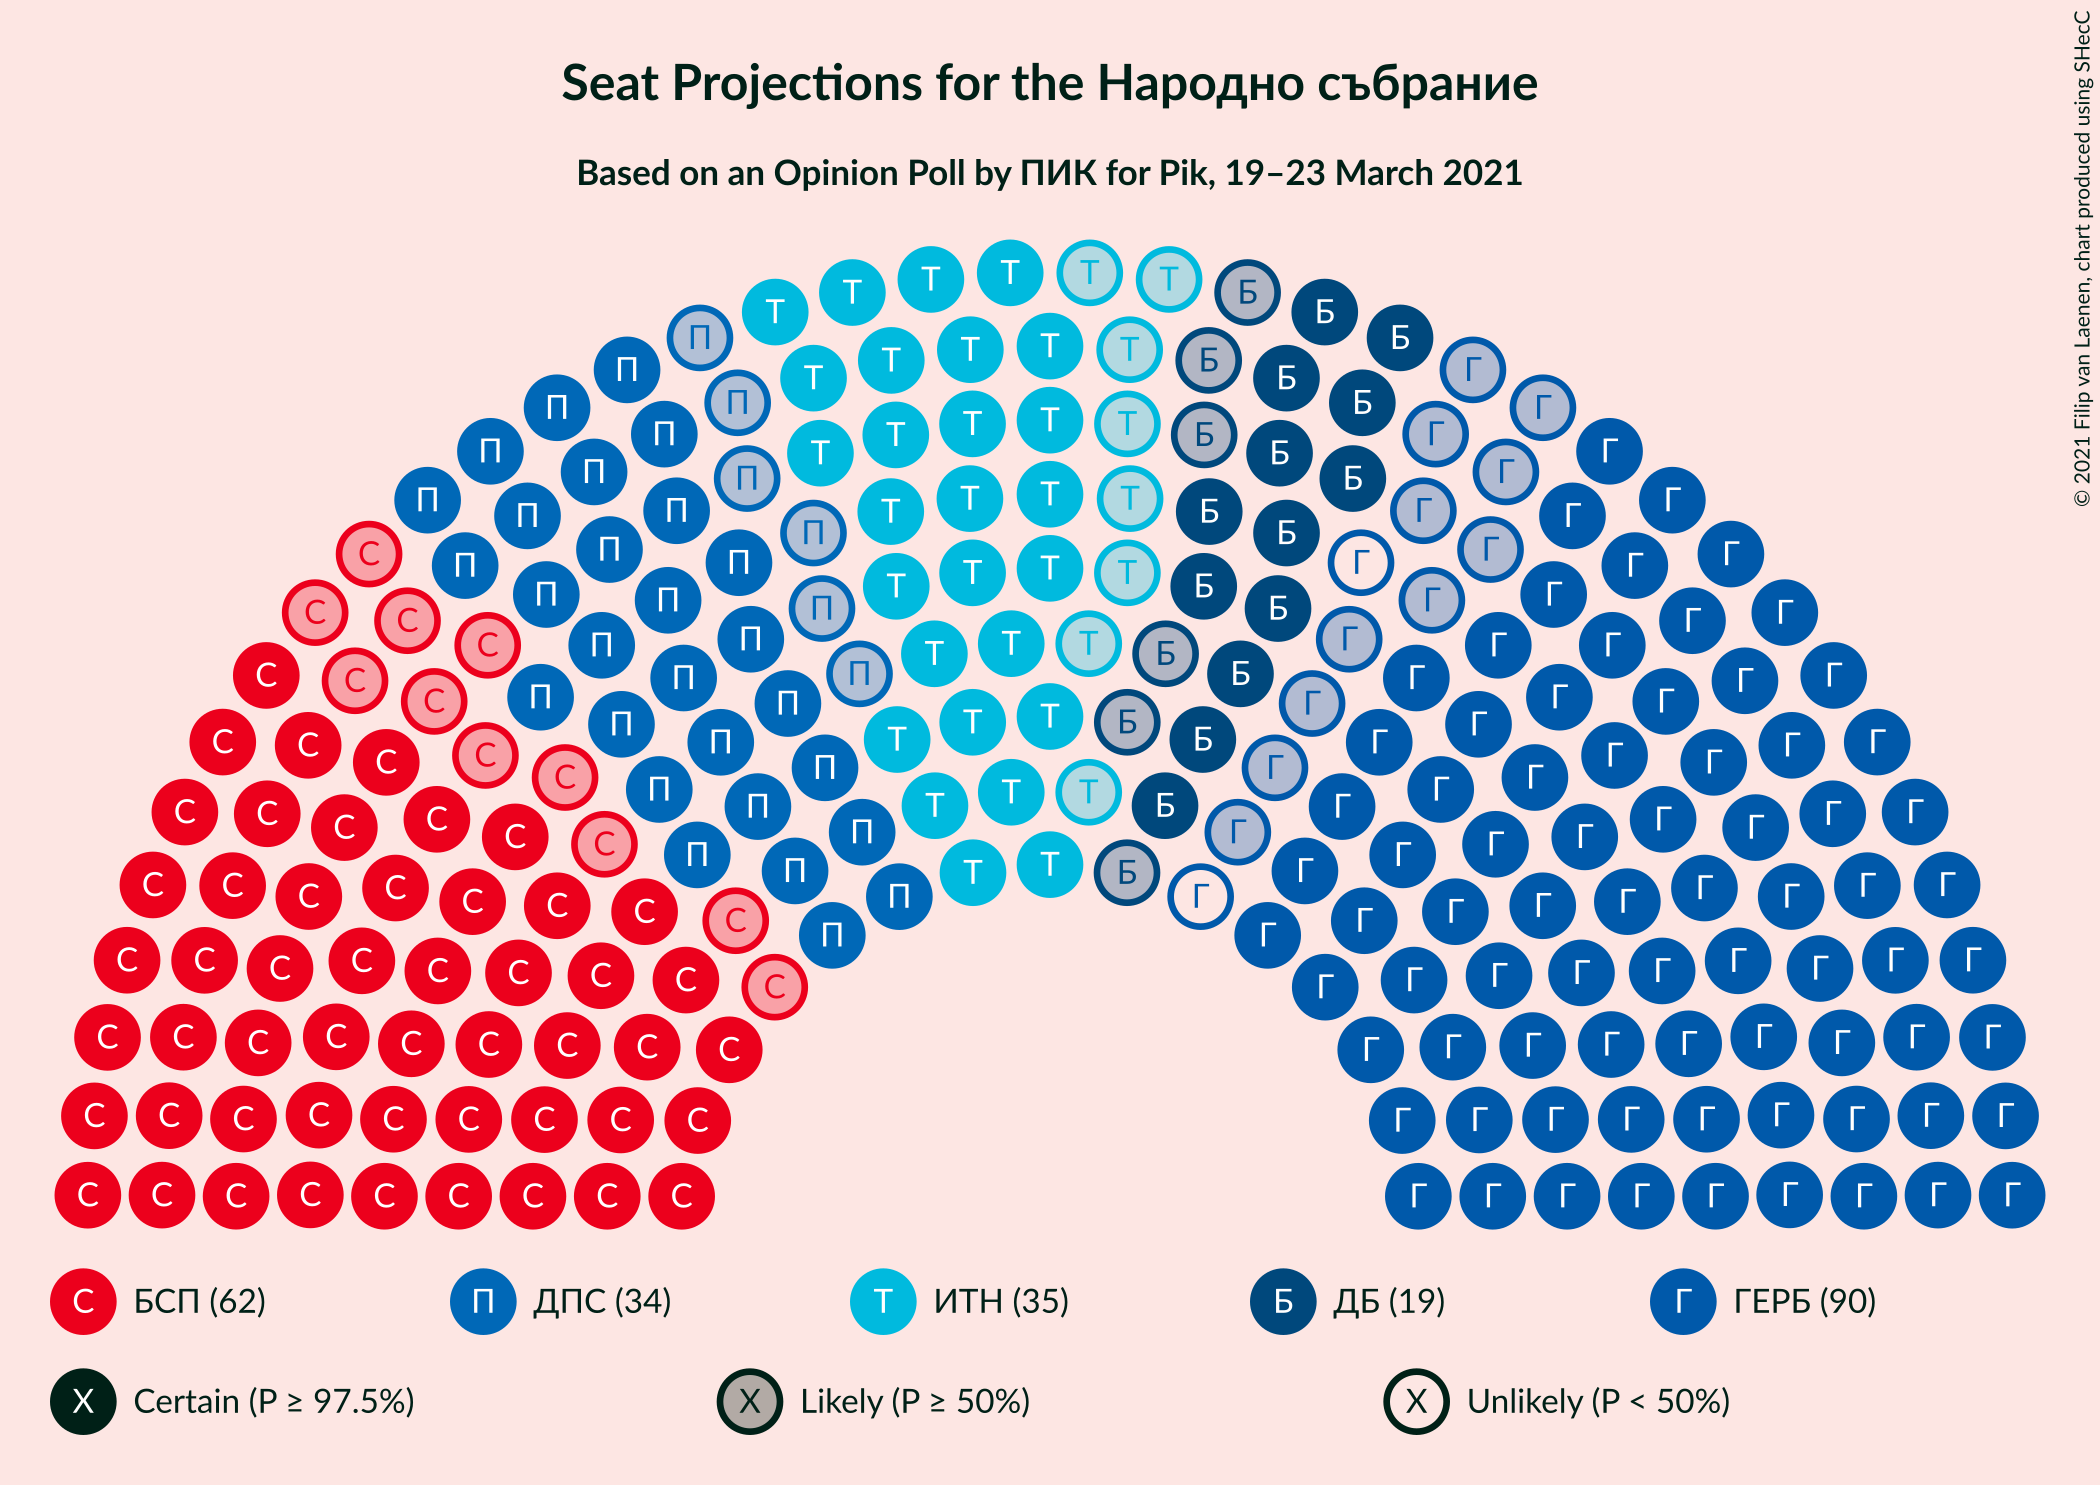 Seat Projections for the Народно събрание
Based on an Opinion Poll by ПИК for Pik, 19–23 March 2021
© 2021 Filip van Laenen, chart produced using SHecC
С БСП (62)
П ДПС (34)
Т ИТН (35)
Б ДБ (19)
Г ГЕРБ (90)
X Certain (P ≥ 97.5%)
X Likely (P ≥ 50%)
X Unlikely (P < 50%)